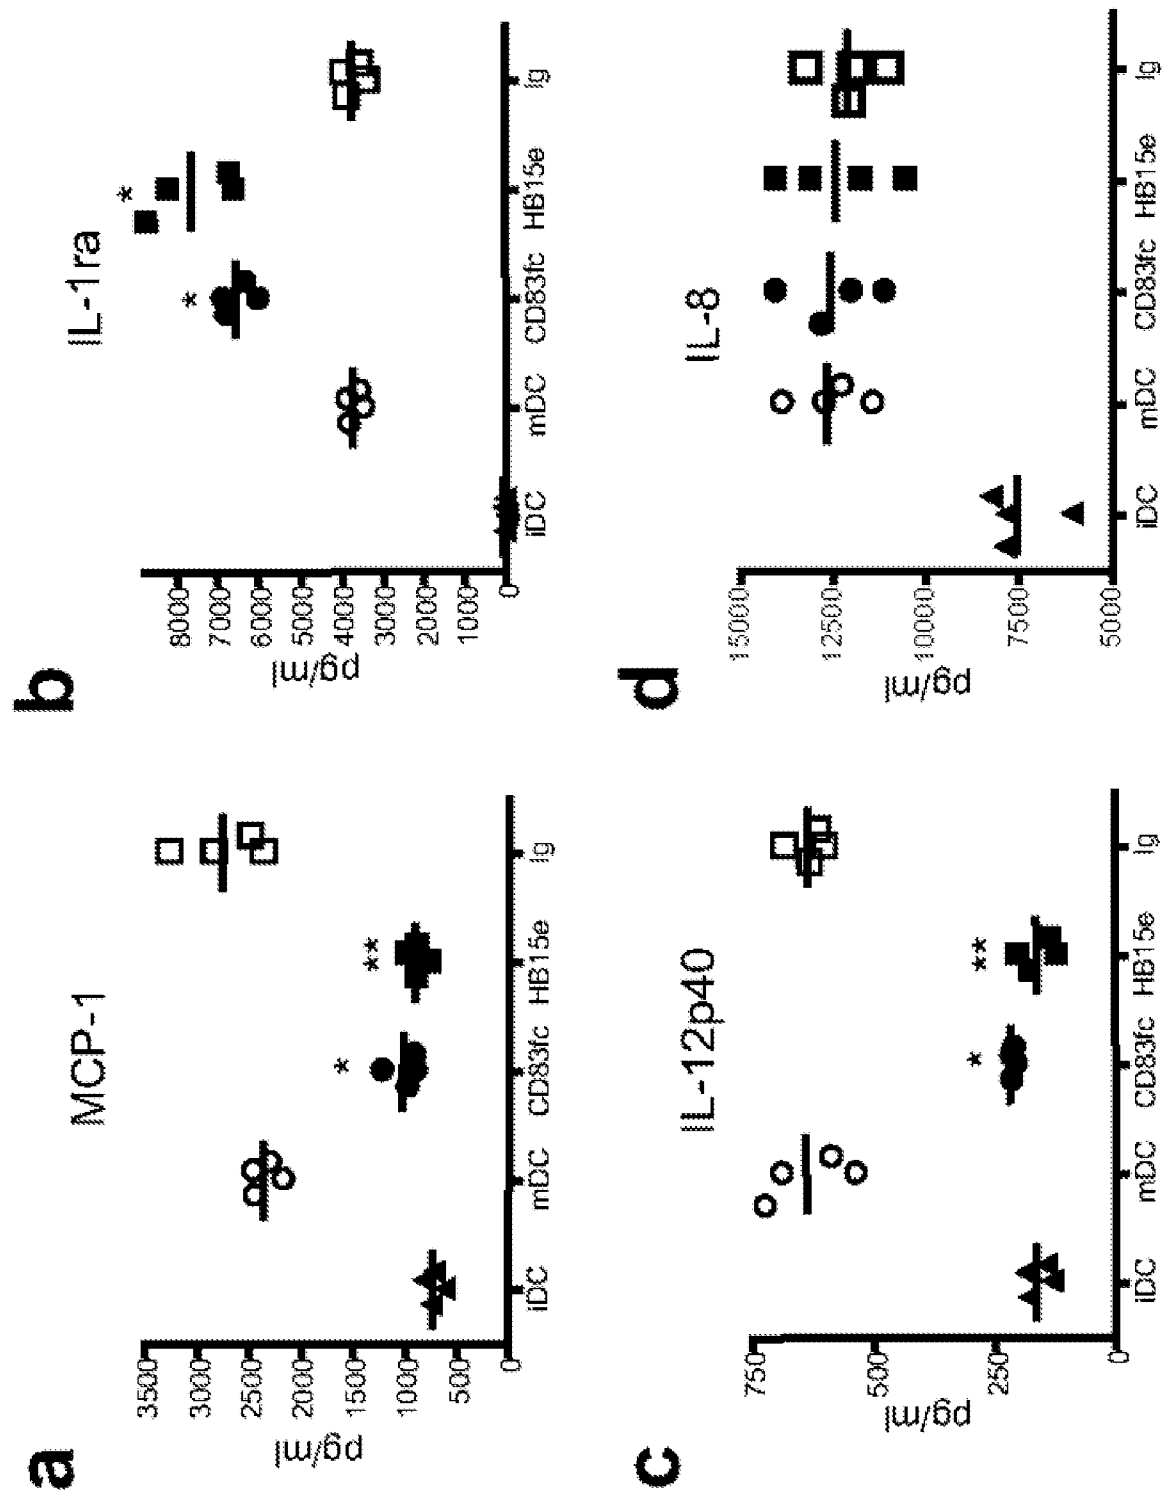 a
MCP-1
pg/ml
3500
3000
2500
2000
1500
1000
500
0
iDC mDC CD83fc HB15e Ig
* **
b
IL-1ra
pg/ml
8000
7000
6000
5000
4000
3000
2000
1000
0
iDC mDC CD83fc HB15e Ig
* *
c
IL-12p40
pg/ml
750
500
250
0
iDC mDC CD83fc HB15e Ig
* **
d
IL-8
pg/ml
15000
12500
10000
7500
5000
iDC mDC CD83fc HB15e Ig